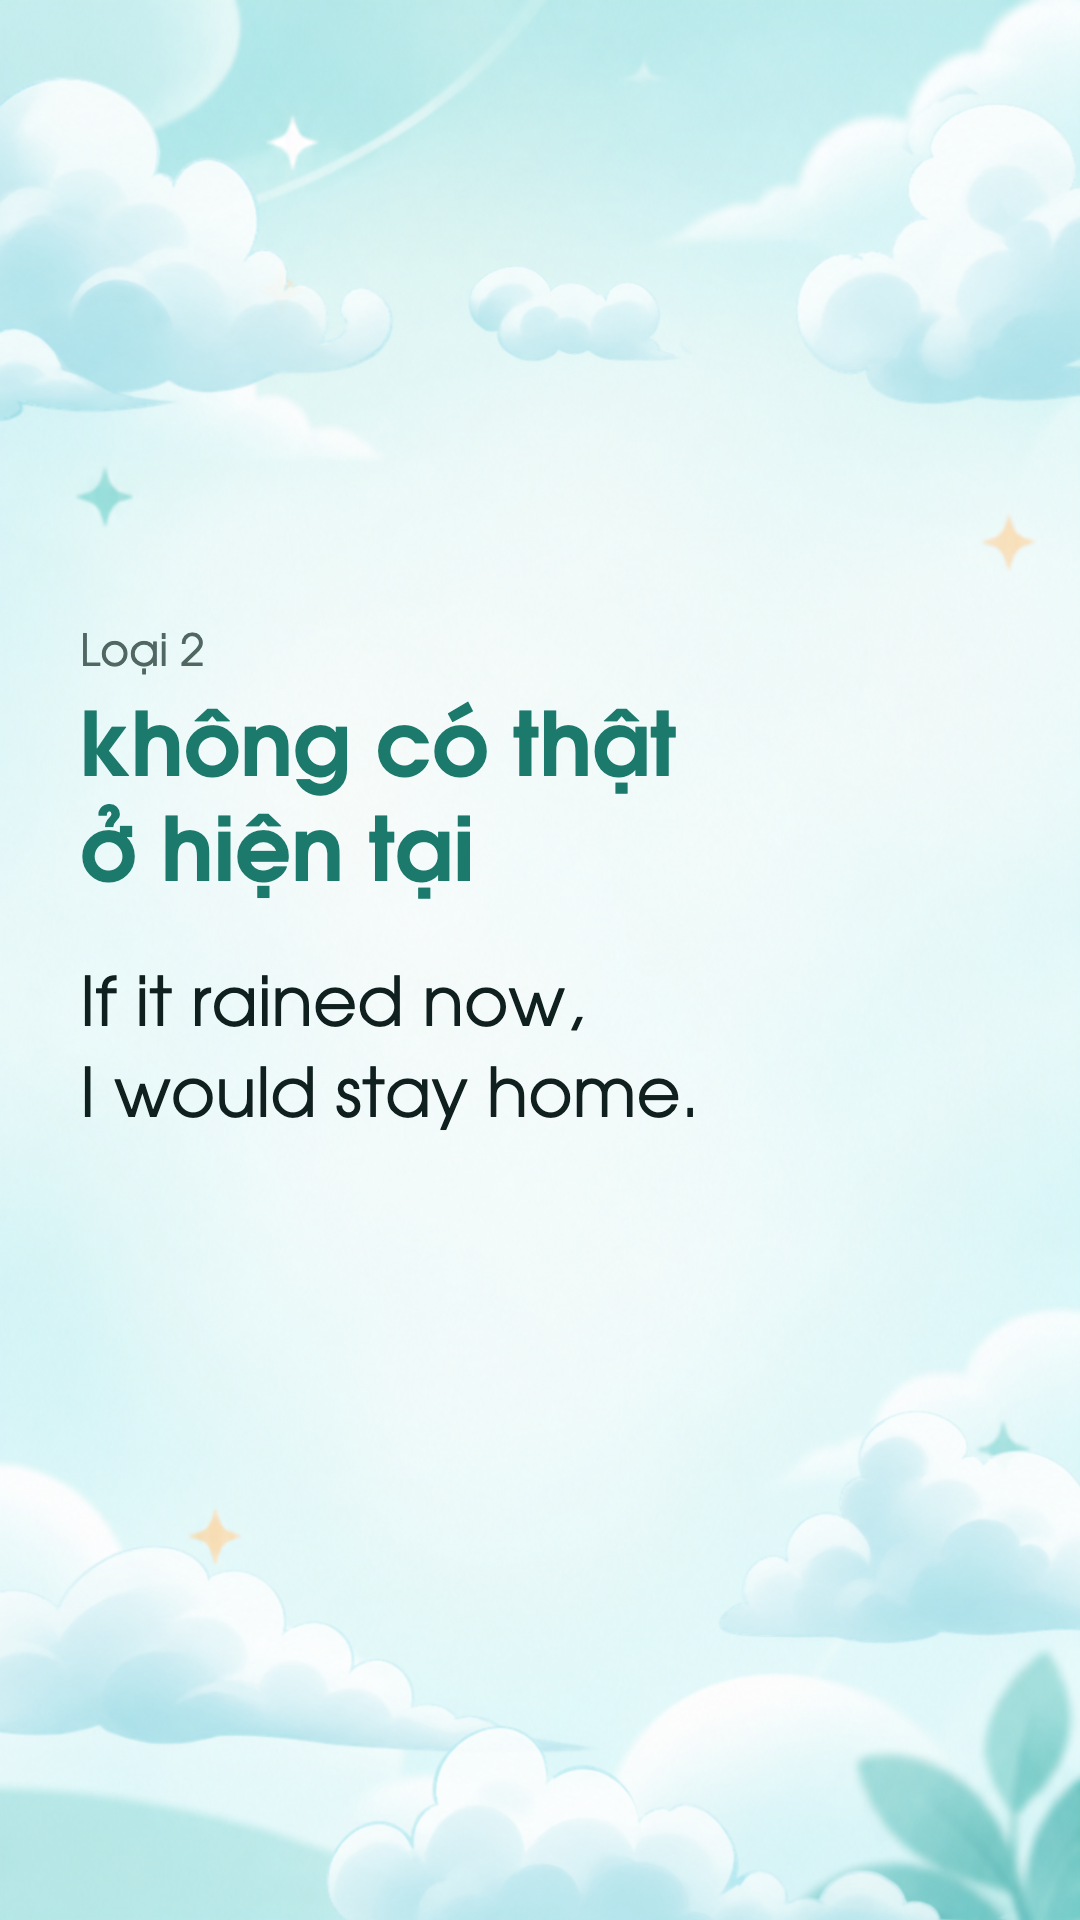 Loại 2
không có thật
ở hiện tại
If it rained now,
I would stay home.